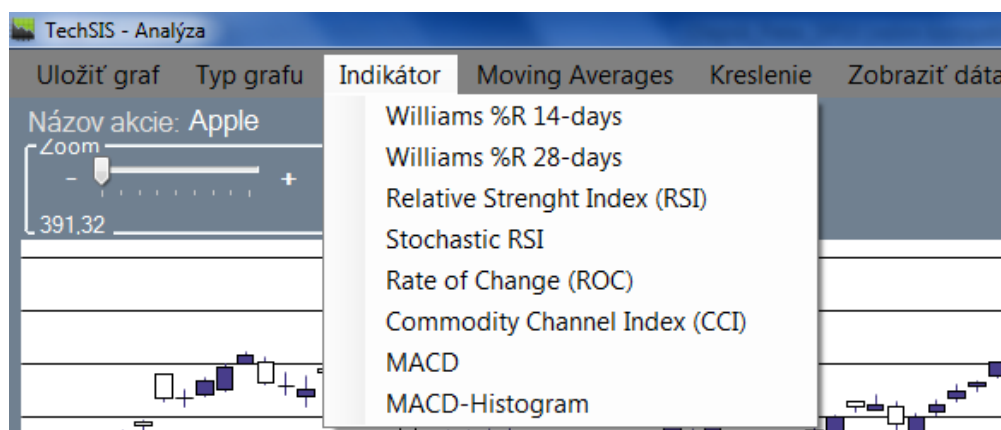 TechSIS - Analýza
Uložiť graf Typ grafu Indikátor Moving Averages Kreslenie Zobraziť dáta
Názov akcie: Apple
Zoom
- +
391,32
Williams %R 14-days
Williams %R 28-days
Relative Strenght Index (RSI)
Stochastic RSI
Rate of Change (ROC)
Commodity Channel Index (CCI)
MACD
MACD-Histogram